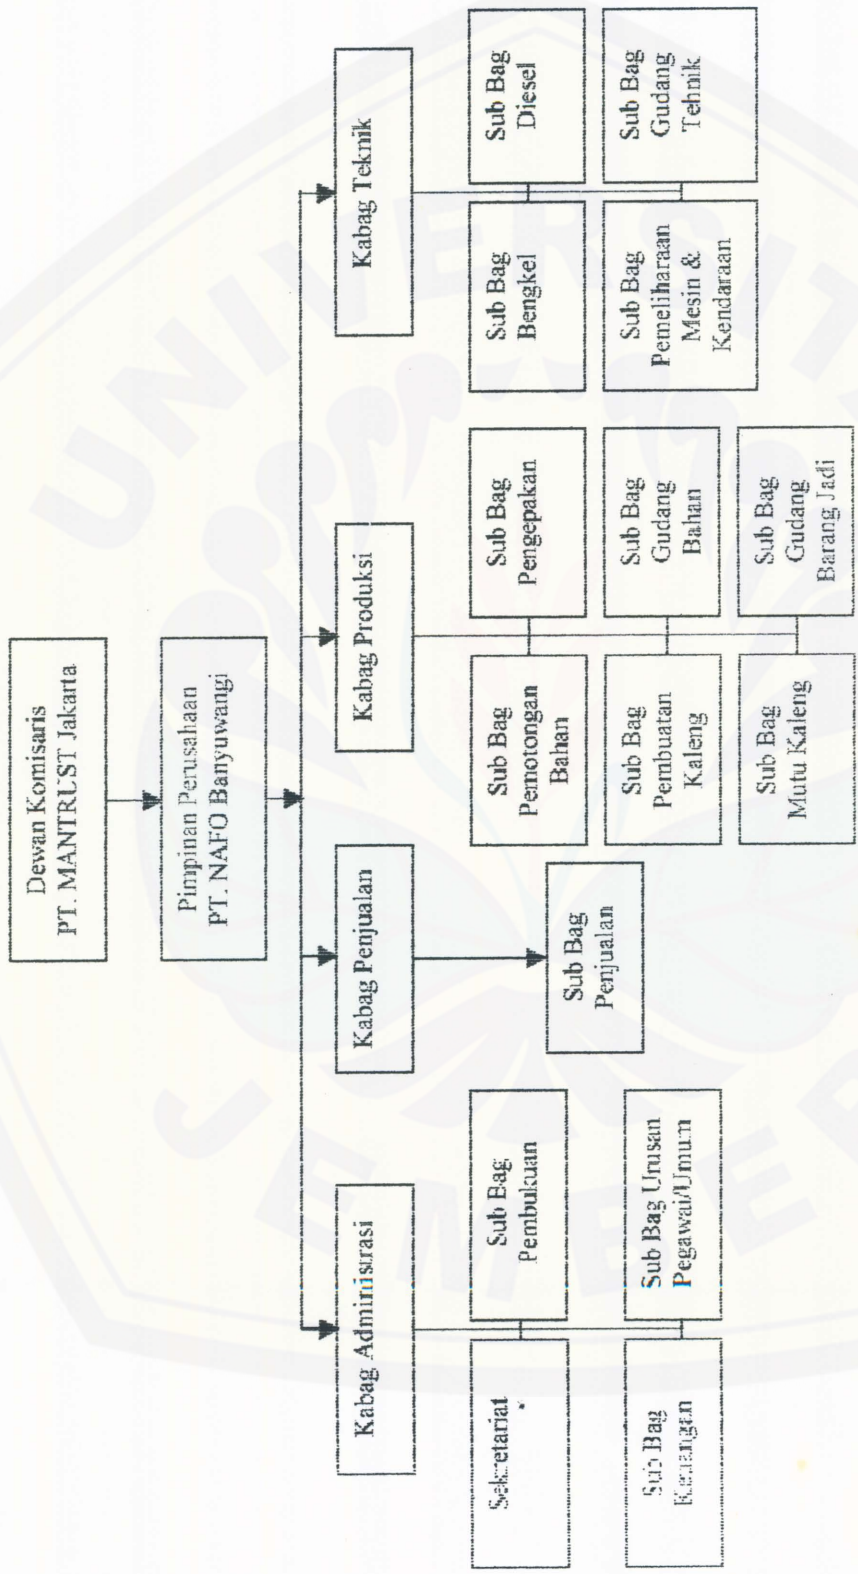 Dewan Komisaris
PT. MANTRUST Jakarta
Pimpinan Perusahaan
PT. NAFO Banyuwangi
Kabag Administrasi
Kabag Penjualan
Kabag Produksi
Kabag Teknik
Sekretariat
Sub Bag
Pembukuan
Sub Bag
Keuangan
Sub Bag Urusan
Pegawai/Umum
Sub Bag
Penjualan
Sub Bag
Pemotongan
Bahan
Sub Bag
Pengepakan
Sub Bag
Pembuatan
Kaleng
Sub Bag
Gudang
Bahan
Sub Bag
Mutu Kaleng
Sub Bag
Gudang
Barang Jadi
Sub Bag
Bengkel
Sub Bag
Diesel
Sub Bag
Pemeliharaan
Mesin &
Kendaraan
Sub Bag
Gudang
Tehnik
UNIVERSITA
JEMBER